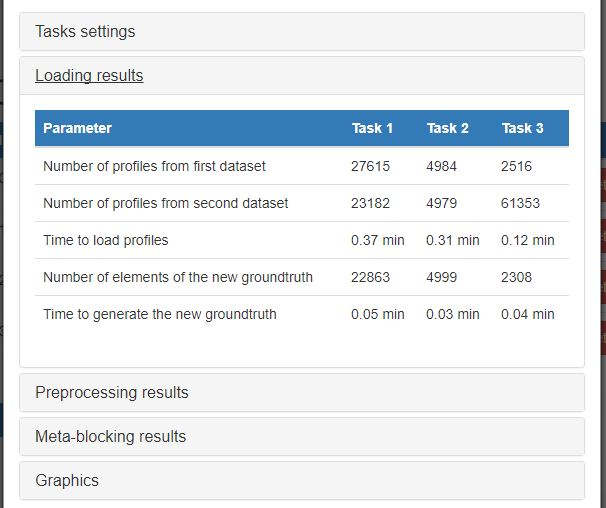 Tasks settings
Loading results
Parameter Task 1 Task 2 Task 3
Number of profiles from first dataset 27615 4984 2516
Number of profiles from second dataset 23182 4979 61353
Time to load profiles 0.37 min 0.31 min 0.12 min
Number of elements of the new groundtruth 22863 4999 2308
Time to generate the new groundtruth 0.05 min 0.03 min 0.04 min
Preprocessing results
Meta-blocking results
Graphics